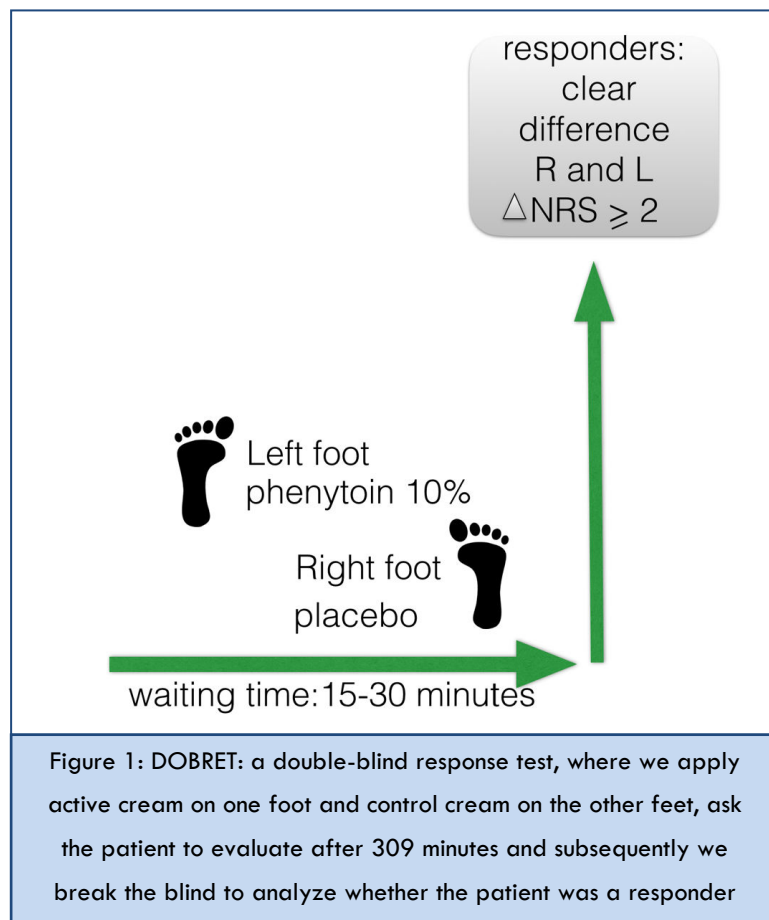 responders:
clear
difference
R and L
△NRS ⩾ 2
Left foot
phenytoin 10%
Right foot
placebo
waiting time:15-30 minutes
Figure 1: DOBRET: a double-blind response test, where we apply
active cream on one foot and control cream on the other feet, ask
the patient to evaluate after 309 minutes and subsequently we
break the blind to analyze whether the patient was a responder